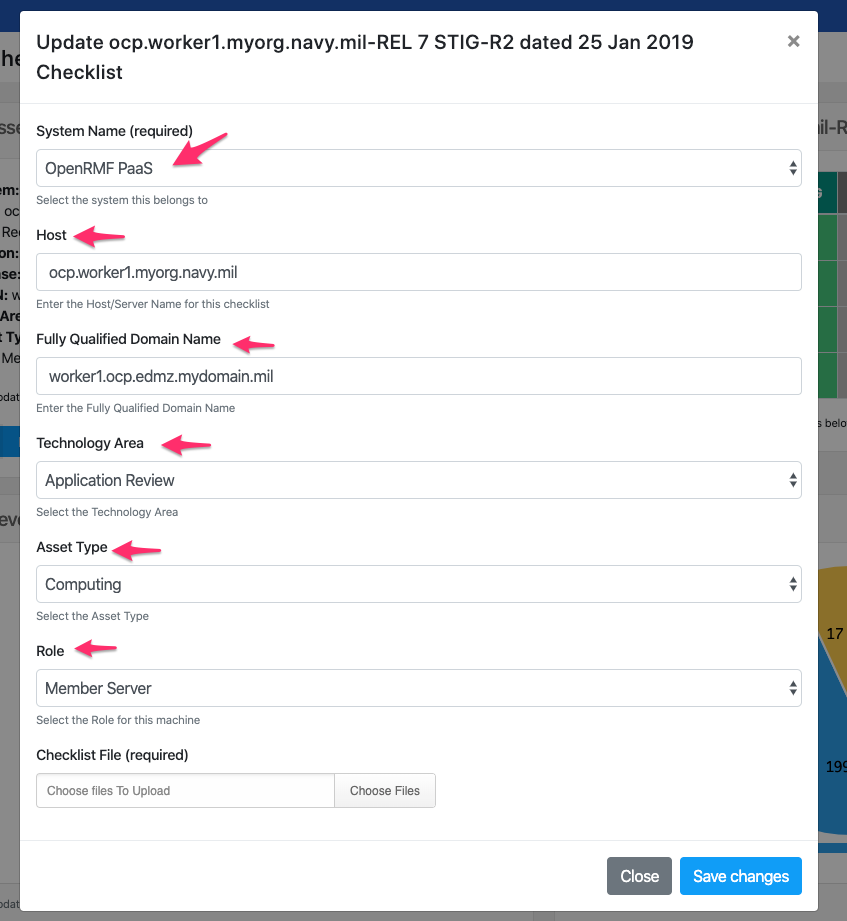 Update ocp.worker1.myorg.navy.mil-REL 7 STIG-R2 dated 25 Jan 2019
Checklist
×
System Name (required)
OpenRMF PaaS
Select the system this belongs to
Host
ocp.worker1.myorg.navy.mil
Enter the Host/Server Name for this checklist
Fully Qualified Domain Name
worker1.ocp.edmz.mydomain.mil
Enter the Fully Qualified Domain Name
Technology Area
Application Review
Select the Technology Area
Asset Type
Computing
Select the Asset Type
Role
Member Server
Select the Role for this machine
17
199
Checklist File (required)
Choose files To Upload
Choose Files
Close
Save changes